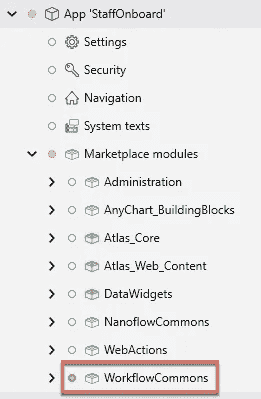 App 'StaffOnboard'
Settings
Security
Navigation
System texts
Marketplace modules
Administration
AnyChart_BuildingBlocks
Atlas_Core
Atlas_Web_Content
DataWidgets
NanoflowCommons
WebActions
WorkflowCommons